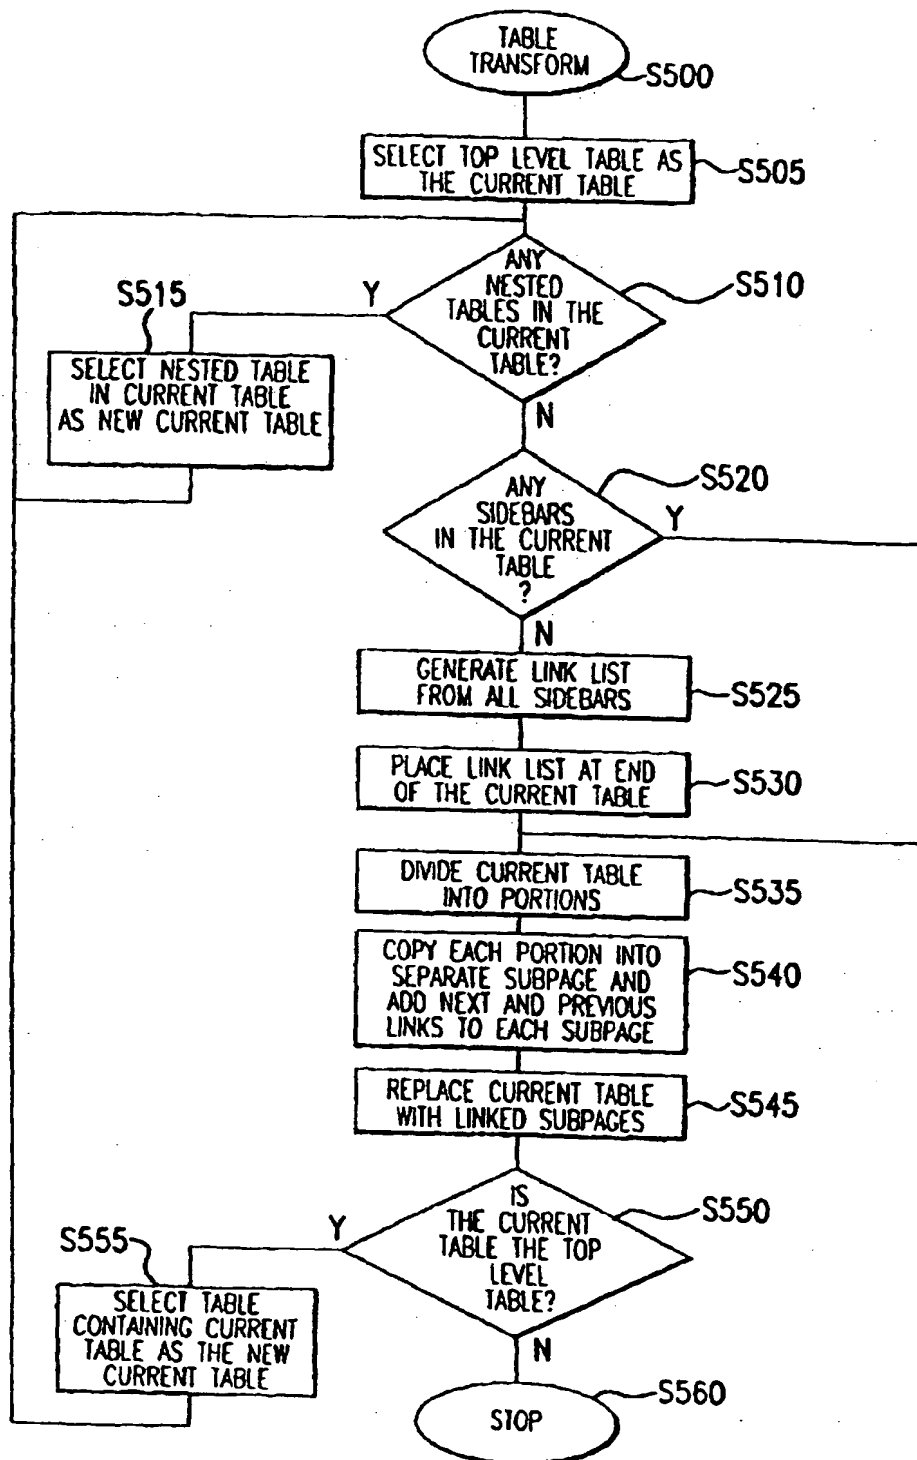 TABLE
TRANSFORM
S500
SELECT TOP LEVEL TABLE AS
THE CURRENT TABLE
S505
ANY
NESTED
TABLES IN THE
CURRENT
TABLE?
S510
Y
S515
SELECT NESTED TABLE
IN CURRENT TABLE
AS NEW CURRENT TABLE
N
ANY
SIDEBARS
IN THE CURRENT
TABLE
?
S520
Y
N
GENERATE LINK LIST
FROM ALL SIDEBARS
S525
PLACE LINK LIST AT END
OF THE CURRENT TABLE
S530
DIVIDE CURRENT TABLE
INTO PORTIONS
S535
COPY EACH PORTION INTO
SEPARATE SUBPAGE AND
ADD NEXT AND PREVIOUS
LINKS TO EACH SUBPAGE
S540
REPLACE CURRENT TABLE
WITH LINKED SUBPAGES
S545
IS
THE CURRENT
TABLE THE TOP
LEVEL
TABLE?
S550
Y
S555
SELECT TABLE
CONTAINING CURRENT
TABLE AS THE NEW
CURRENT TABLE
N
STOP
S560